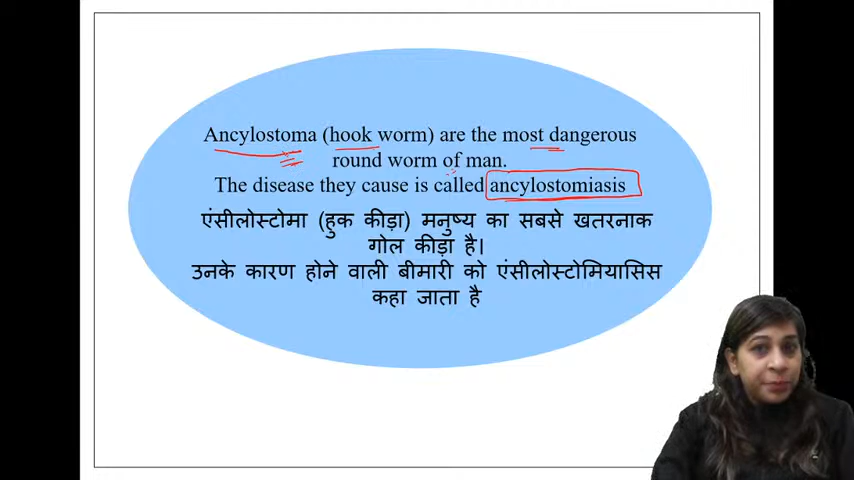 Ancylostoma (hook worm) are the most dangerous
round worm of man.
The disease they cause is called ancylostomiasis
एंसीलोस्टोमा (हुक कीड़ा) मनुष्य का सबसे खतरनाक
गोल कीड़ा है।
उनके कारण होने वाली बीमारी को एंसीलोस्टोमियासिस
कहा जाता है